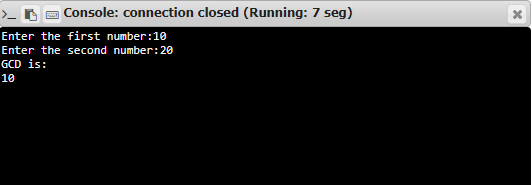 >_ Console: connection closed (Running: 7 seg)
Enter the first number:10
Enter the second number:20
GCD is:
10